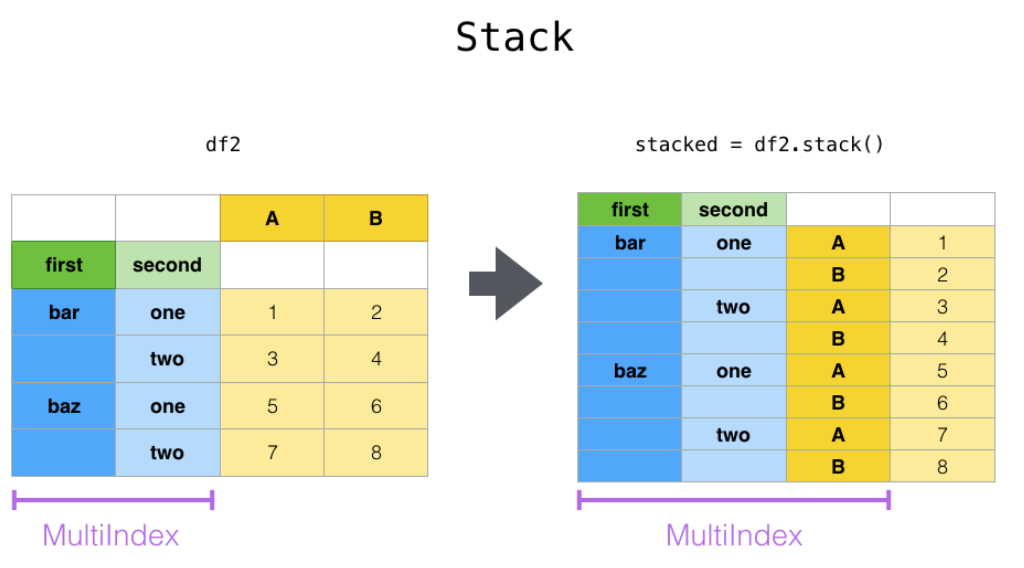 Stack
df2
A B
first second
bar one 1 2
two 3 4
baz one 5 6
two 7 8
MultiIndex
stacked = df2.stack()
first second
bar one A 1
B 2
two A 3
B 4
baz one A 5
B 6
two A 7
B 8
MultiIndex